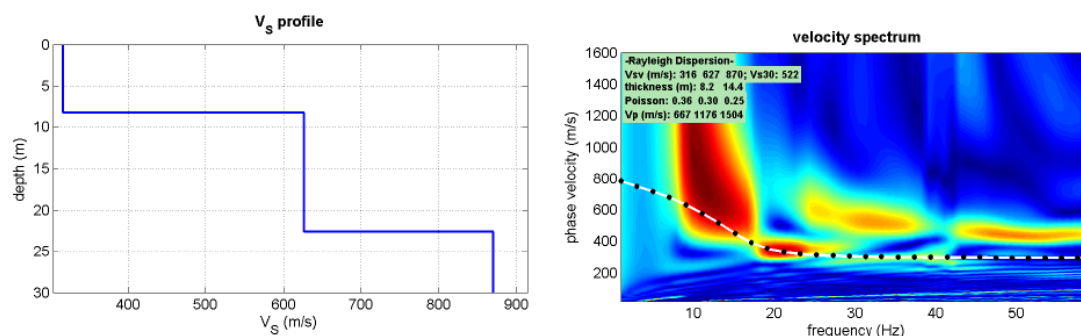 V_S profile
depth (m)
0
5
10
15
20
25
30
400
500
600
700
800
900
V_S (m/s)
velocity spectrum
-Rayleigh Dispersion-
Vsv (m/s): 316 627 870; Vs30: 522
thickness (m): 8.2 14.4
Poisson: 0.36 0.30 0.25
Vp (m/s): 667 1176 1504
phase velocity (m/s)
1600
1400
1200
1000
800
600
400
200
10
20
30
40
50
frequency (Hz)